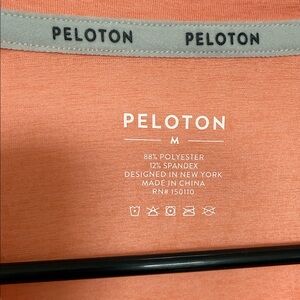 PELOTON PELOTON
PELOTON
M
88% POLYESTER
12% SPANDEX
DESIGNED IN NEW YORK
MADE IN CHINA
RN# 150110